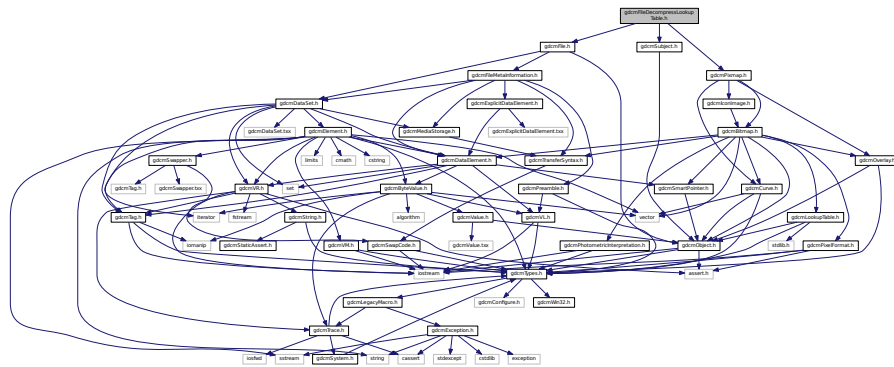 gdcmFileDecompressLookup
Table.h
gdcmFile.h
gdcmSubject.h
gdcmFileMetaInformation.h
gdcmPixmap.h
gdcmDataSet.h
gdcmExplicitDataElement.h
gdcmIconImage.h
gdcmDataSet.txx
gdcmElement.h
gdcmMediaStorage.h
gdcmExplicitDataElement.txx
gdcmBitmap.h
gdcmSwapper.h
limits
cmath
cstring
gdcmDataElement.h
gdcmTransferSyntax.h
gdcmOverlay.h
gdcmTag.h
gdcmSwapper.txx
gdcmVR.h
set
gdcmByteValue.h
gdcmPreamble.h
gdcmSmartPointer.h
gdcmCurve.h
gdcmTag.h
iterator
fstream
gdcmString.h
algorithm
gdcmValue.h
gdcmVL.h
vector
gdcmLookupTable.h
iomanip
gdcmStaticAssert.h
gdcmVM.h
gdcmSwapCode.h
gdcmValue.txx
gdcmPhotometricInterpretation.h
gdcmObject.h
stdlib.h
gdcmPixelFormat.h
iostream
gdcmTypes.h
assert.h
gdcmLegacyMacro.h
gdcmConfigure.h
gdcmWin32.h
gdcmTrace.h
gdcmException.h
iosfwd
sstream
gdcmSystem.h
string
cassert
stdexcept
cstdlib
exception